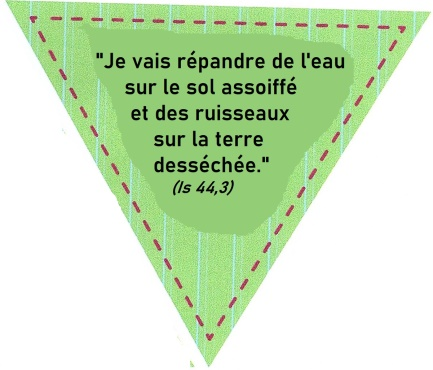 "Je vais répandre de l'eau
sur le sol assoiffé
et des ruisseaux
sur la terre
desséchée."
(Is 44,3)